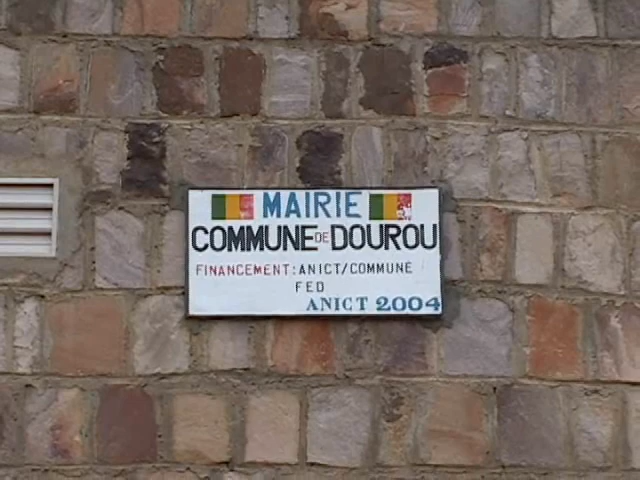 MAIRIE
COMMUNE DE DOUROU
FINANCEMENT: ANICT/COMMUNE
FED
ANICT 2004